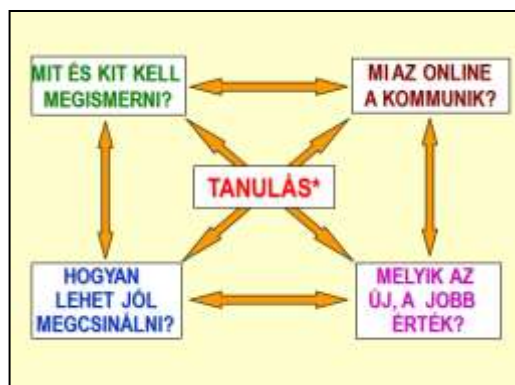 MIT ÉS KIT KELL
MEGISMERNI?
MI AZ ONLINE
A KOMMUNIK?
TANULÁS*
HOGYAN
LEHET JÓL
MEGCSINÁLNI?
MELYIK AZ
ÚJ, A JOBB
ÉRTÉK?